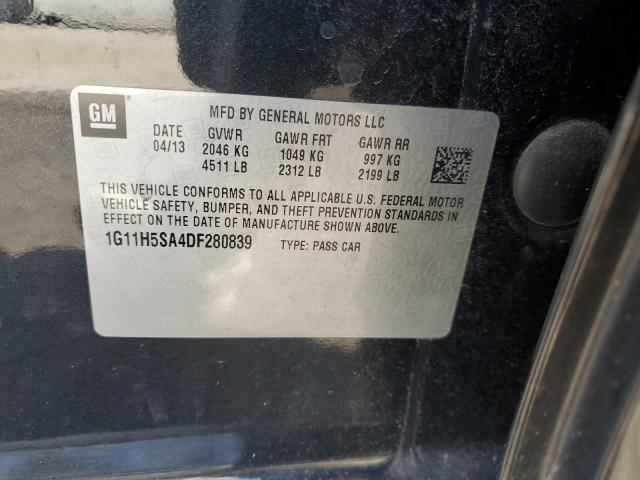 GM
MFD BY GENERAL MOTORS LLC
DATE GVWR GAWR FRT GAWR RR
04/13 2046 KG 1049 KG 997 KG
4511 LB 2312 LB 2199 LB
THIS VEHICLE CONFORMS TO ALL APPLICABLE U.S. FEDERAL MOTOR
VEHICLE SAFETY, BUMPER, AND THEFT PREVENTION STANDARDS IN
EFFECT ON THE DATE OF MANUFACTURE SHOWN ABOVE.
1G11H5SA4DF280839 TYPE: PASS CAR